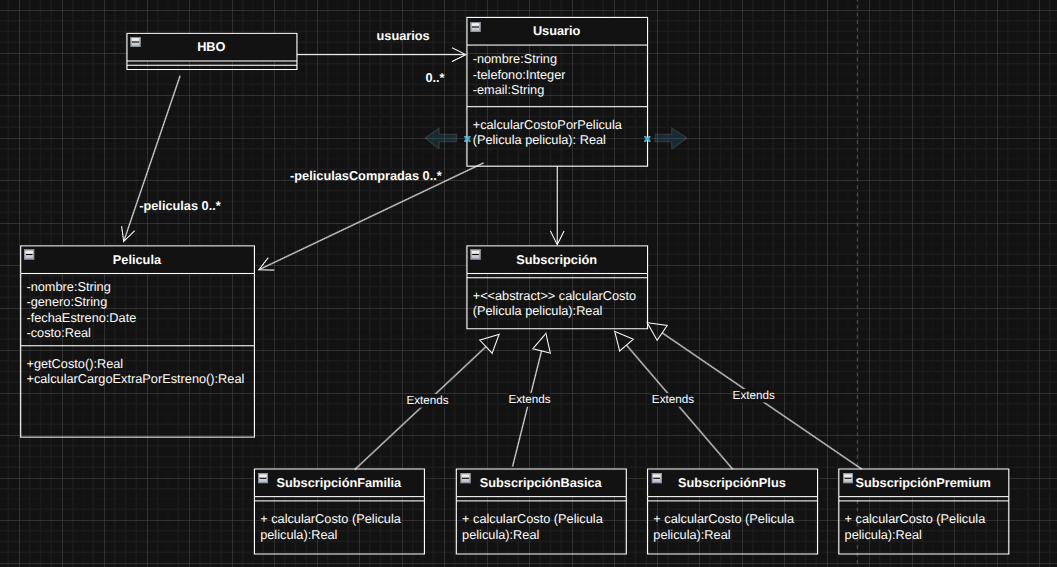 HBO
usuarios
0..*
Usuario
-nombre:String
-telefono:Integer
-email:String
+calcularCostoPorPelicula
(Pelicula pelicula): Real
-peliculasCompradas 0..*
-peliculas 0..*
Pelicula
-nombre:String
-genero:String
-fechaEstreno:Date
-costo:Real
+getCosto():Real
+calcularCargoExtraPorEstreno():Real
Subscripción
+<<abstract>> calcularCosto
(Pelicula pelicula):Real
Extends
Extends
Extends
Extends
SubscripciónFamilia
+ calcularCosto (Pelicula
pelicula):Real
SubscripciónBasica
+ calcularCosto (Pelicula
pelicula):Real
SubscripciónPlus
+ calcularCosto (Pelicula
pelicula):Real
SubscripciónPremium
+ calcularCosto (Pelicula
pelicula):Real